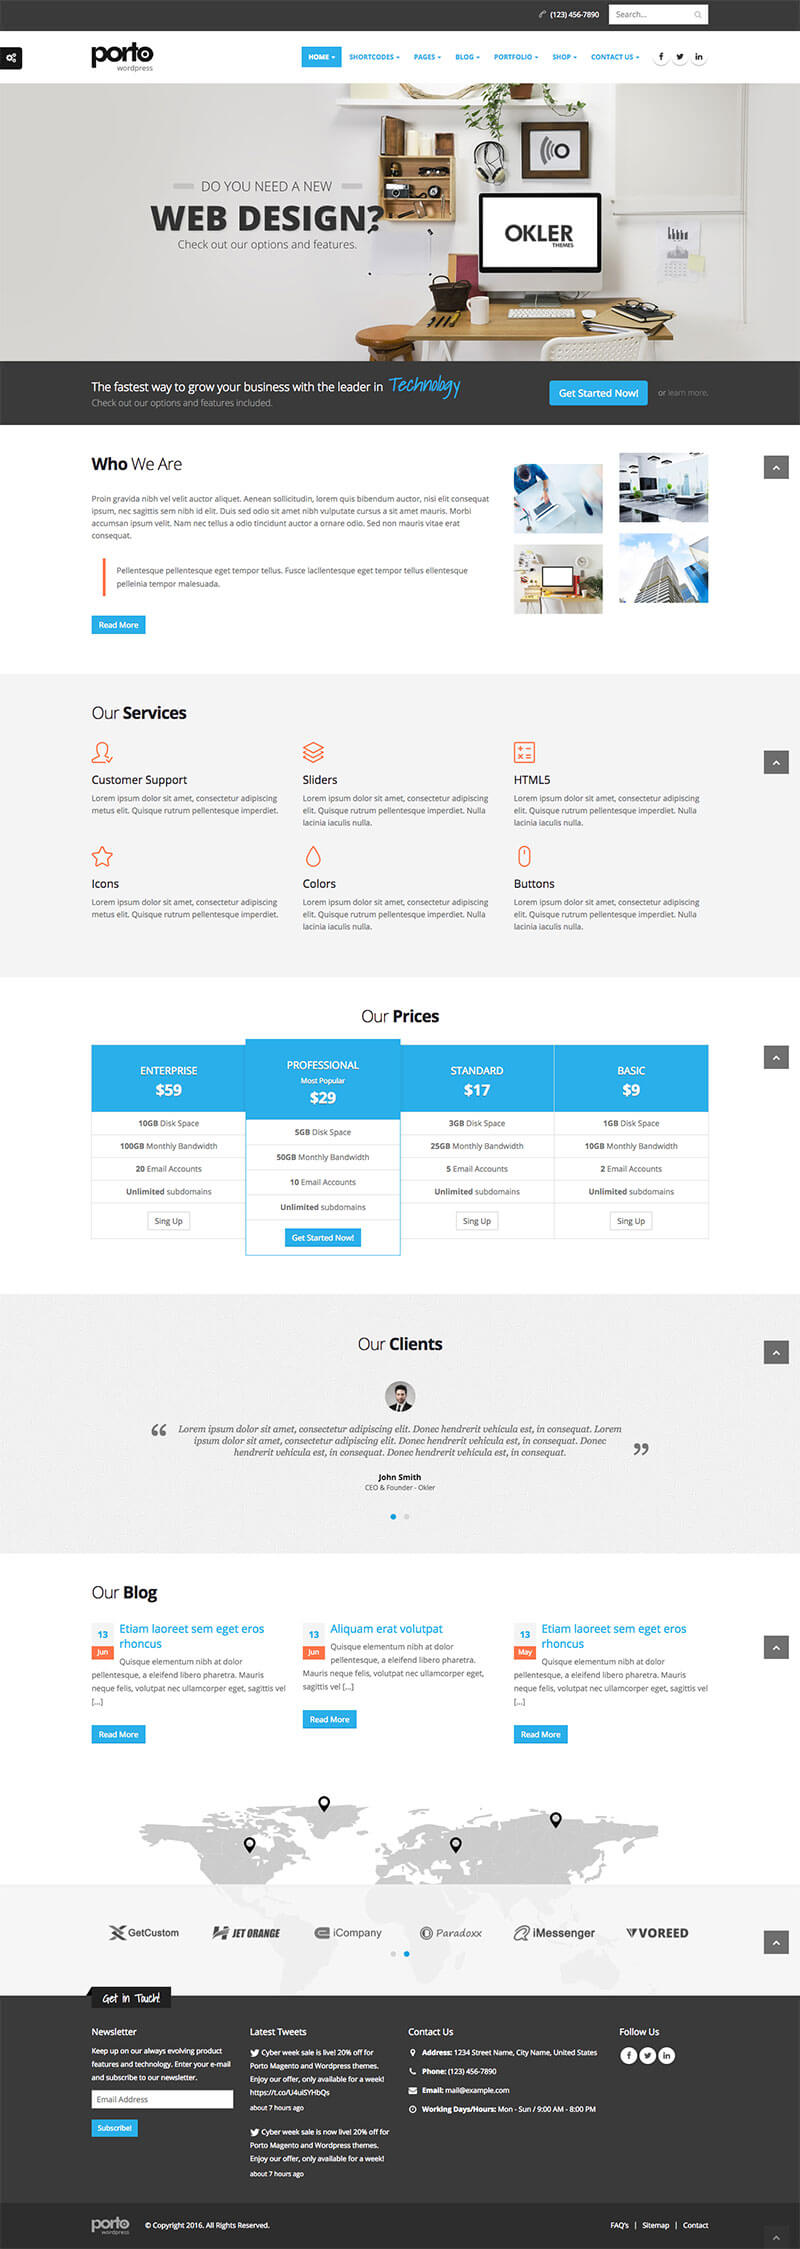 (123) 456-7890 Search...
porto
wordpress
HOME SHORTCODES PAGES BLOG PORTFOLIO SHOP CONTACT US
DO YOU NEED A NEW
WEB DESIGN?
Check out our options and features.
OKLER
THEMES
The fastest way to grow your business with the leader in Technology
Check out our options and features included.
Get Started Now! or learn more.
Who We Are
Proin gravida nibh vel velit auctor aliquet. Aenean sollicitudin, lorem quis bibendum auctor, nisi elit consequat
ipsum, nec sagittis sem nibh id elit. Duis sed odio sit amet nibh vulputate cursus a sit amet mauris. Morbi
accumsan ipsum velit. Nam nec tellus a odio tincidunt auctor a ornare odio. Sed non mauris vitae erat
consequat.
Pellentesque pellentesque eget tempor tellus. Fusce lacllentesque eget tempor tellus ellentesque
pelleinia tempor malesuada.
Read More
Our Services
Customer Support
Lorem ipsum dolor sit amet, consectetur adipiscing
metus elit. Quisque rutrum pellentesque imperdiet.
Sliders
Lorem ipsum dolor sit amet, consectetur adipiscing
elit. Quisque rutrum pellentesque imperdiet. Nulla
lacinia iaculis nulla.
HTML5
Lorem ipsum dolor sit amet, consectetur adipiscing
elit. Quisque rutrum pellentesque imperdiet. Nulla
lacinia iaculis nulla.
Icons
Lorem ipsum dolor sit amet, consectetur adipiscing
metus elit. Quisque rutrum pellentesque imperdiet.
Colors
Lorem ipsum dolor sit amet, consectetur adipiscing
elit. Quisque rutrum pellentesque imperdiet. Nulla
lacinia iaculis nulla.
Buttons
Lorem ipsum dolor sit amet, consectetur adipiscing
elit. Quisque rutrum pellentesque imperdiet. Nulla
lacinia iaculis nulla.
Our Prices
ENTERPRISE
$59
10GB Disk Space
100GB Monthly Bandwidth
20 Email Accounts
Unlimited subdomains
Sing Up
PROFESSIONAL
Most Popular
$29
5GB Disk Space
50GB Monthly Bandwidth
10 Email Accounts
Unlimited subdomains
Get Started Now!
STANDARD
$17
3GB Disk Space
25GB Monthly Bandwidth
5 Email Accounts
Unlimited subdomains
Sing Up
BASIC
$9
1GB Disk Space
10GB Monthly Bandwidth
2 Email Accounts
Unlimited subdomains
Sing Up
Our Clients
“ Lorem ipsum dolor sit amet, consectetur adipiscing elit. Donec hendrerit vehicula est, in consequat. Lorem
ipsum dolor sit amet, consectetur adipiscing elit. Donec hendrerit vehicula est, in consequat. Donec
hendrerit vehicula est, in consequat. ”
John Smith
CEO & Founder - Okler
Our Blog
13
Jun
Etiam laoreet sem eget eros
rhoncus
Quisque elementum nibh at dolor
pellentesque, a eleifend libero pharetra. Mauris
neque felis, volutpat nec ullamcorper eget, sagittis vel
[...]
Read More
13
Jun
Aliquam erat volutpat
Quisque elementum nibh at dolor
pellentesque, a eleifend libero pharetra.
Mauris neque felis, volutpat nec ullamcorper eget,
sagittis vel [...]
Read More
13
May
Etiam laoreet sem eget eros
rhoncus
Quisque elementum nibh at dolor
pellentesque, a eleifend libero pharetra. Mauris
neque felis, volutpat nec ullamcorper eget, sagittis vel
[...]
Read More
GetCustom JET ORANGE iCompany Paradoxx iMessenger VOREED
Get in Touch!
Newsletter
Keep up on our always evolving product
features and technology. Enter your e-mail
and subscribe to our newsletter.
Email Address
Subscribe!
Latest Tweets
Cyber week sale is live! 20% off for
Porto Magento and Wordpress themes.
Enjoy our offer, only available for a week!
https://t.co/U4uiSYHbQs
about 7 hours ago
Cyber week sale is now live! 20% off for
Porto Magento and Wordpress themes.
Enjoy our offer, only available for a week!
about 7 hours ago
Contact Us
Address: 1234 Street Name, City Name, United States
Phone: (123) 456-7890
Email: mail@example.com
Working Days/Hours: Mon - Sun / 9:00 AM - 8:00 PM
Follow Us
porto
wordpress
© Copyright 2016. All Rights Reserved.
FAQ's | Sitemap | Contact